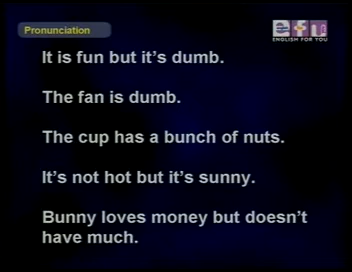 Pronunciation
efu
ENGLISH FOR YOU
It is fun but it's dumb.
The fan is dumb.
The cup has a bunch of nuts.
It's not hot but it's sunny.
Bunny loves money but doesn't
have much.